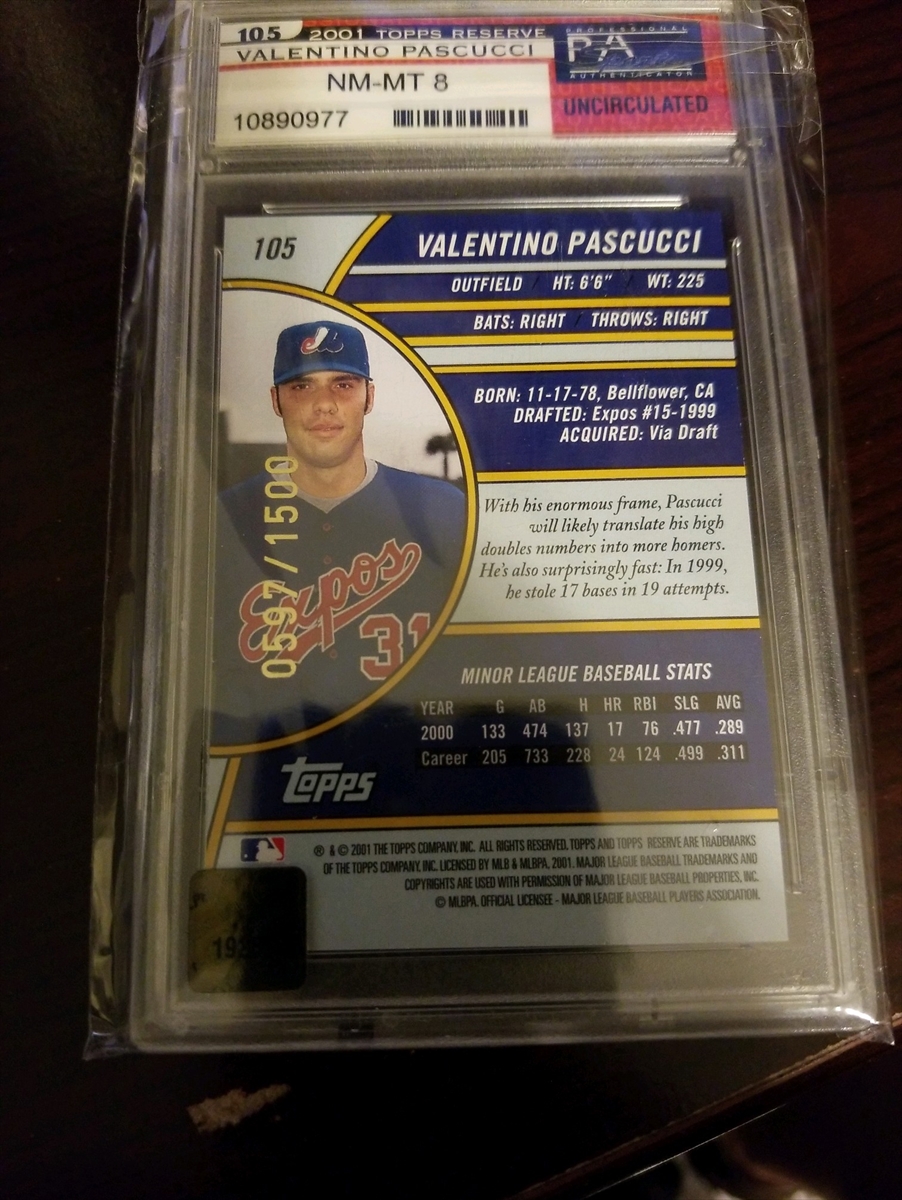 105 2001 TOPPS RESERVE
VALENTINO PASCUCCI
NM-MT 8
10890977
PROFESSIONAL
PSA
AUTHENTICATOR
UNCIRCULATED
105
VALENTINO PASCUCCI
OUTFIELD / HT: 6'6" / WT: 225
BATS: RIGHT / THROWS: RIGHT
BORN: 11-17-78, Bellflower, CA
DRAFTED: Expos #15-1999
ACQUIRED: Via Draft
With his enormous frame, Pascucci
will likely translate his high
doubles numbers into more homers.
He's also surprisingly fast: In 1999,
he stole 17 bases in 19 attempts.
0597/1500
Expos
31
MINOR LEAGUE BASEBALL STATS
YEAR G AB H HR RBI SLG AVG
2000 133 474 137 17 76 .477 .289
Career 205 733 228 24 124 .499 .311
TOPPS
® & © 2001 THE TOPPS COMPANY, INC. ALL RIGHTS RESERVED. TOPPS AND TOPPS RESERVE ARE TRADEMARKS
OF THE TOPPS COMPANY, INC. LICENSED BY MLB & MLBPA, 2001. MAJOR LEAGUE BASEBALL TRADEMARKS AND
COPYRIGHTS ARE USED WITH PERMISSION OF MAJOR LEAGUE BASEBALL PROPERTIES, INC.
© MLBPA. OFFICIAL LICENSEE - MAJOR LEAGUE BASEBALL PLAYERS ASSOCIATION.